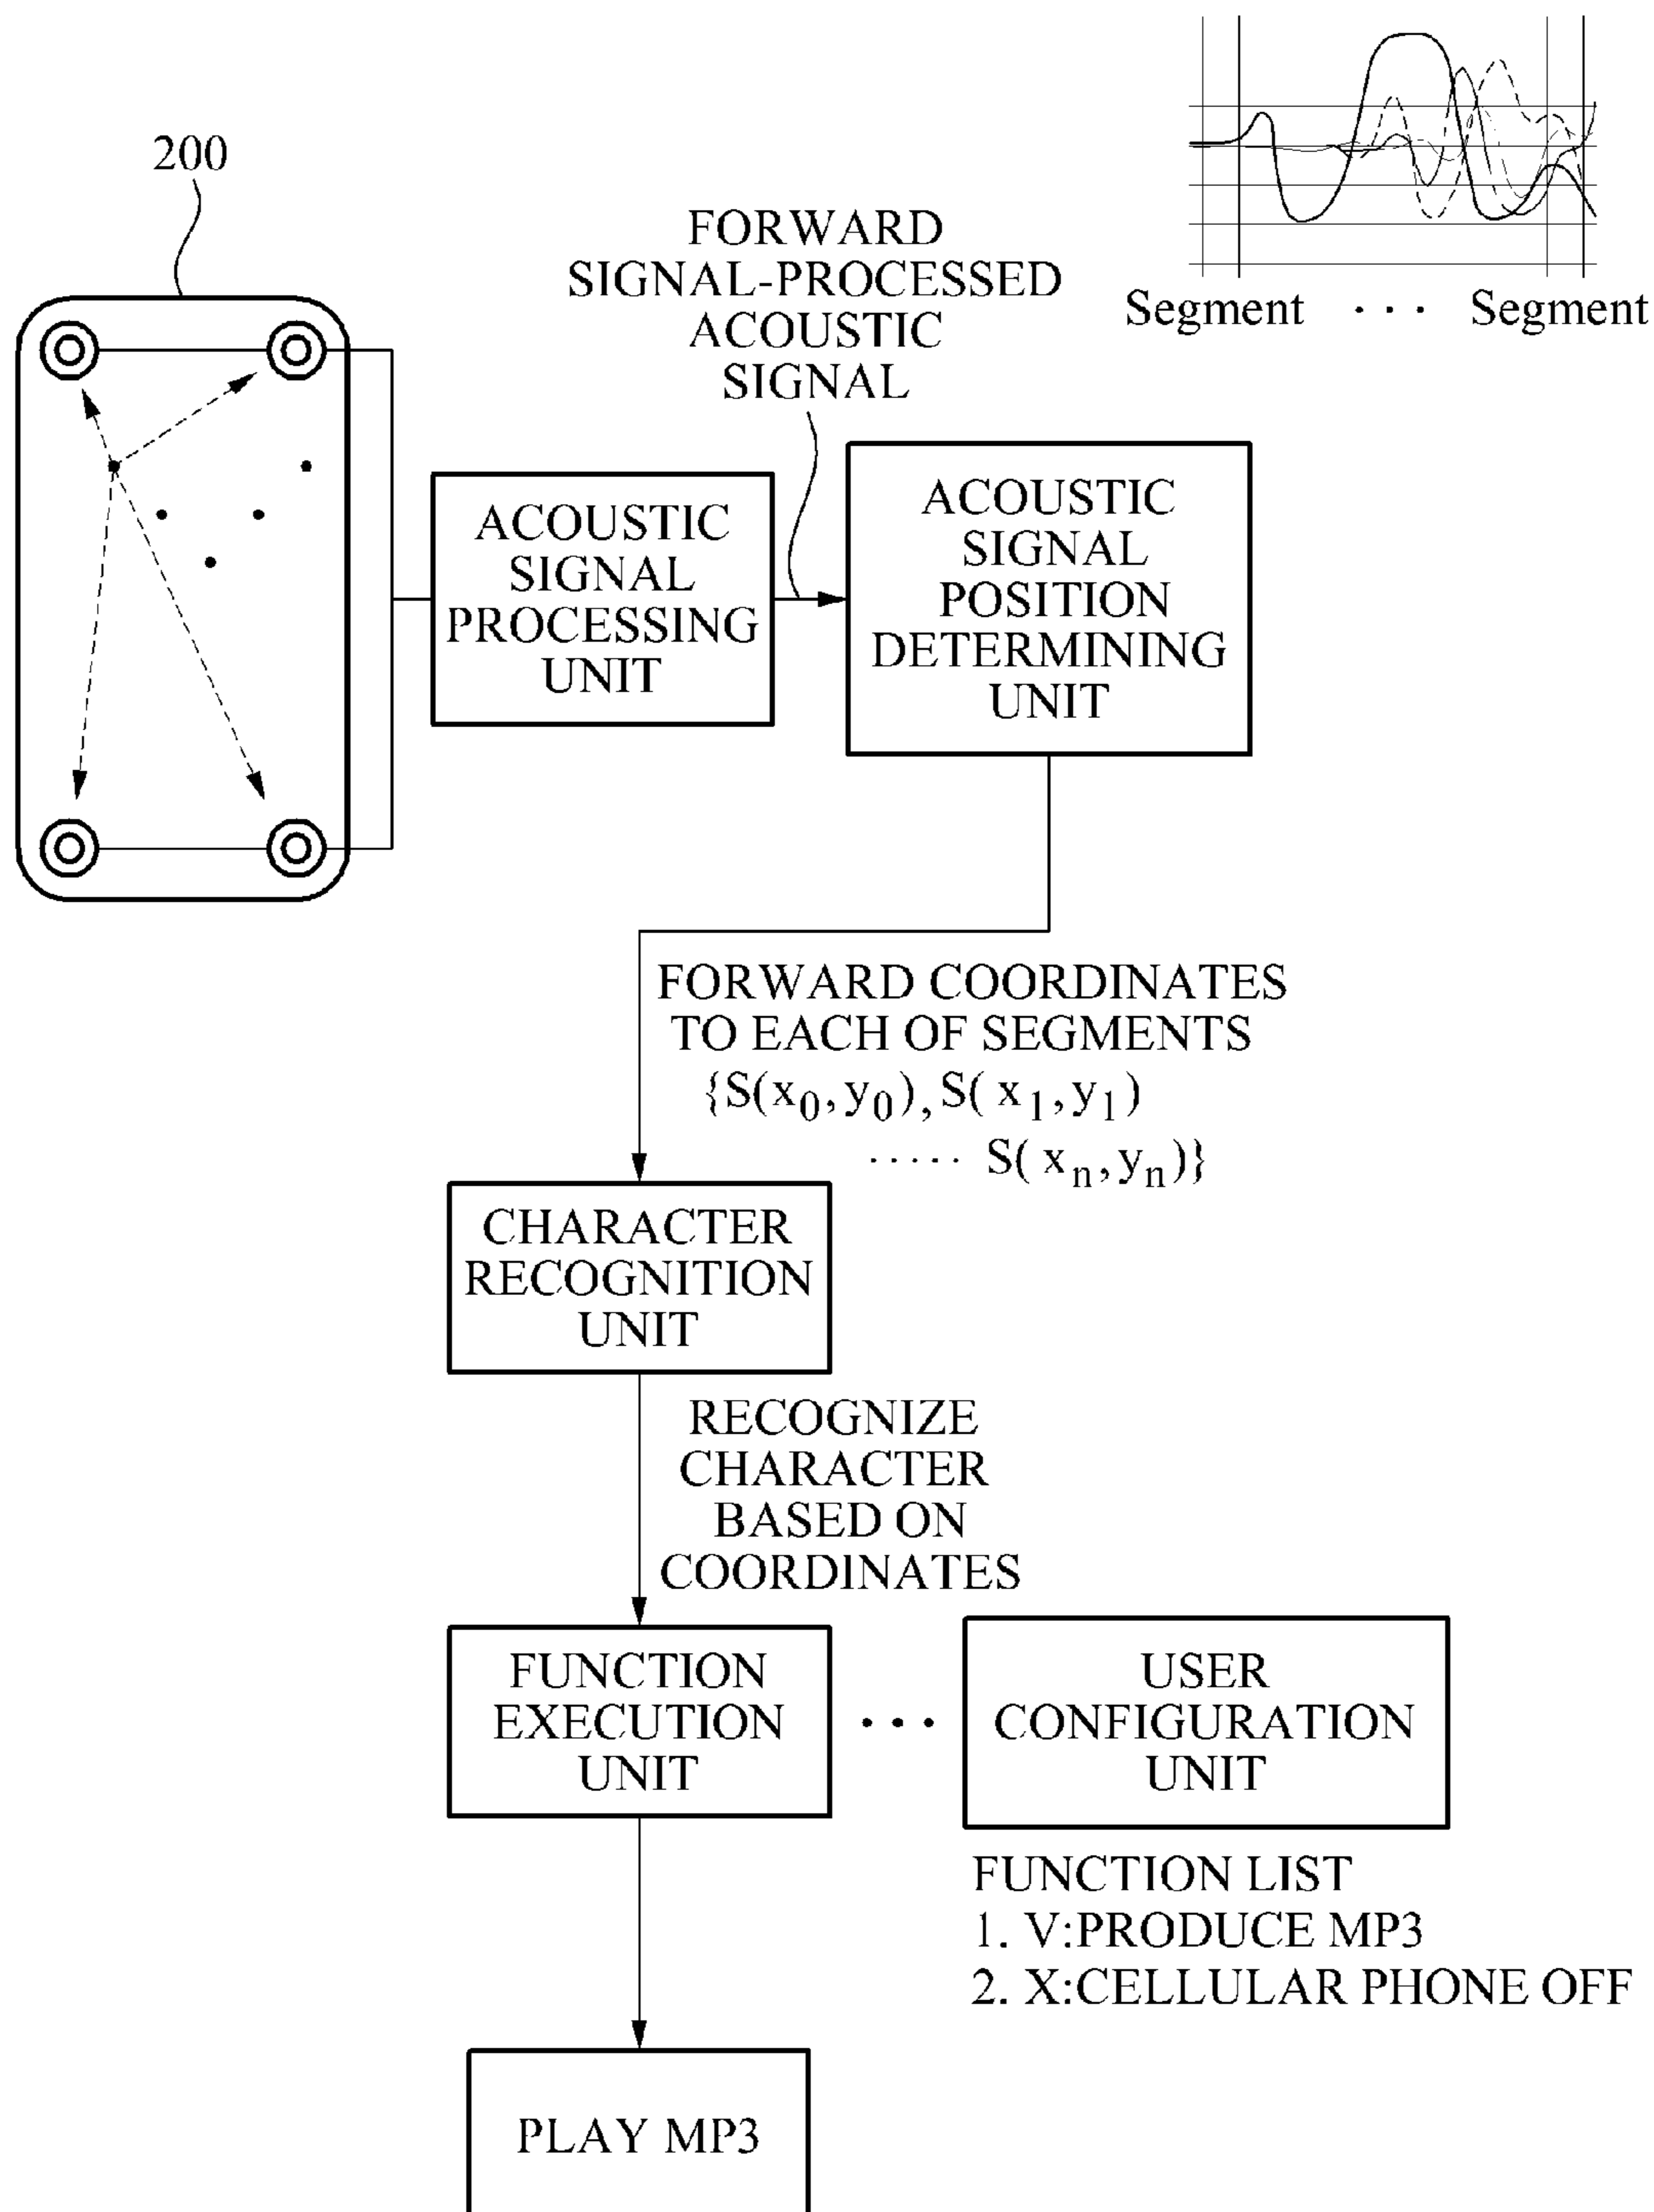 200
FORWARD
SIGNAL-PROCESSED
ACOUSTIC
SIGNAL
Segment ... Segment
ACOUSTIC
SIGNAL
PROCESSING
UNIT
ACOUSTIC
SIGNAL
POSITION
DETERMINING
UNIT
FORWARD COORDINATES
TO EACH OF SEGMENTS
{S(x0,y0), S( x1,y1)
..... S( xn,yn)}
CHARACTER
RECOGNITION
UNIT
RECOGNIZE
CHARACTER
BASED ON
COORDINATES
FUNCTION
EXECUTION
UNIT
...
USER
CONFIGURATION
UNIT
FUNCTION LIST
1. V:PRODUCE MP3
2. X:CELLULAR PHONE OFF
PLAY MP3